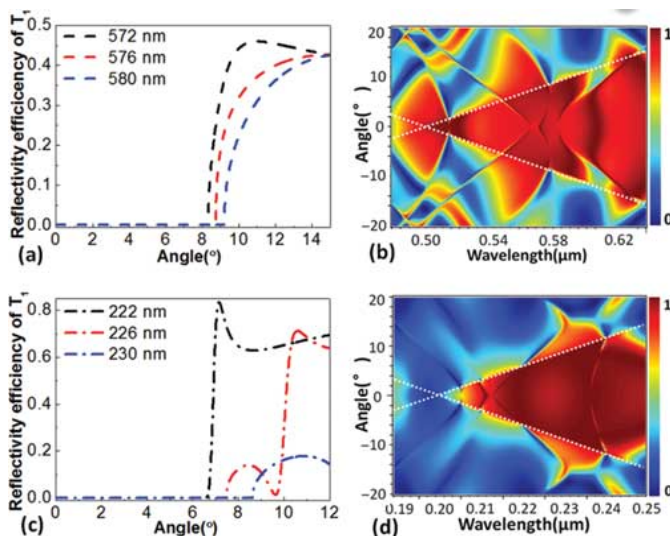 Reflectivity efficicency of T1
0.4
0.3
0.2
0.1
0.0
572 nm
576 nm
580 nm
(a)
0 2 4 6 8 10 12 14
Angle(°)
Angle(°)
20
10
0
−10
−20
(b)
0.50 0.54 0.58 0.62
Wavelength(μm)
1
0
Reflectivity efficiency of T1
0.8
0.6
0.4
0.2
0.0
222 nm
226 nm
230 nm
(c)
0 2 4 6 8 10 12
Angle(°)
Angle(°)
20
10
0
−10
−20
(d)
0.19 0.20 0.21 0.22 0.23 0.24 0.25
Wavelength(μm)
1
0